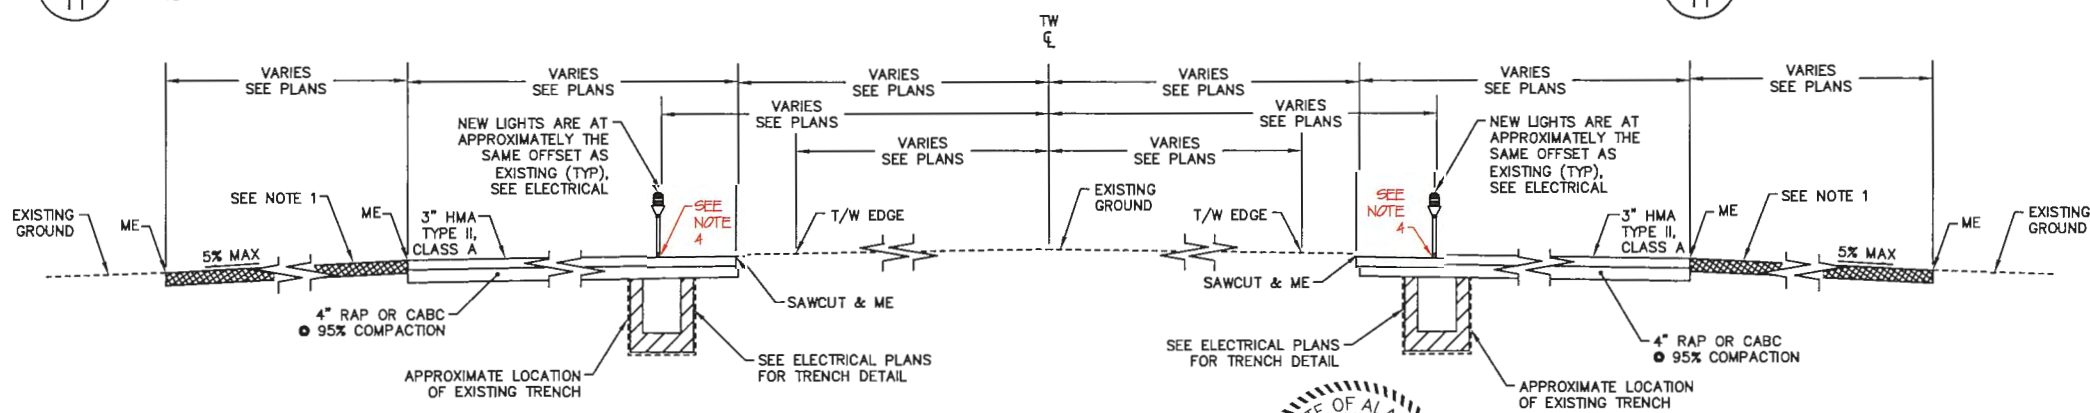 11
11
TW
CL
VARIES
SEE PLANS
VARIES
SEE PLANS
VARIES
SEE PLANS
VARIES
SEE PLANS
VARIES
SEE PLANS
VARIES
SEE PLANS
VARIES
SEE PLANS
VARIES
SEE PLANS
VARIES
SEE PLANS
VARIES
SEE PLANS
NEW LIGHTS ARE AT
APPROXIMATELY THE
SAME OFFSET AS
EXISTING (TYP),
SEE ELECTRICAL
NEW LIGHTS ARE AT
APPROXIMATELY THE
SAME OFFSET AS
EXISTING (TYP),
SEE ELECTRICAL
EXISTING
GROUND
ME
SEE NOTE 1
ME
3" HMA
TYPE II,
CLASS A
SEE
NOTE
4
T/W EDGE
EXISTING
GROUND
T/W EDGE
SEE
NOTE
4
3" HMA
TYPE II,
CLASS A
ME
SEE NOTE 1
ME
EXISTING
GROUND
5% MAX
5% MAX
4" RAP OR CABC
@ 95% COMPACTION
SAWCUT & ME
SAWCUT & ME
4" RAP OR CABC
@ 95% COMPACTION
APPROXIMATE LOCATION
OF EXISTING TRENCH
SEE ELECTRICAL PLANS
FOR TRENCH DETAIL
SEE ELECTRICAL PLANS
FOR TRENCH DETAIL
APPROXIMATE LOCATION
OF EXISTING TRENCH
OF